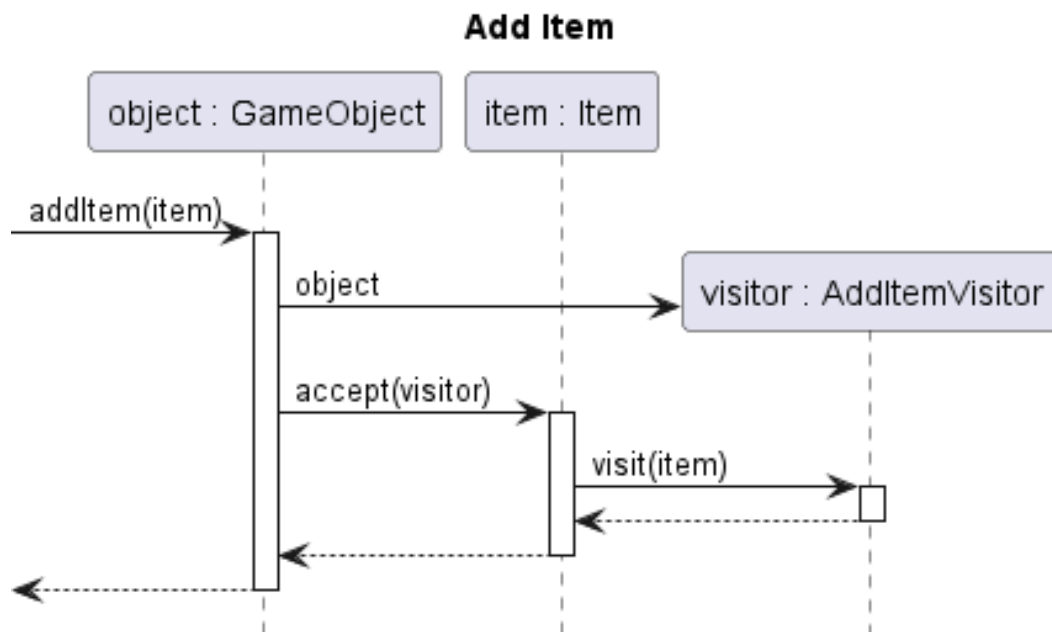 Add Item
object : GameObject
item : Item
addItem(item)
visitor : AddItemVisitor
object
accept(visitor)
visit(item)